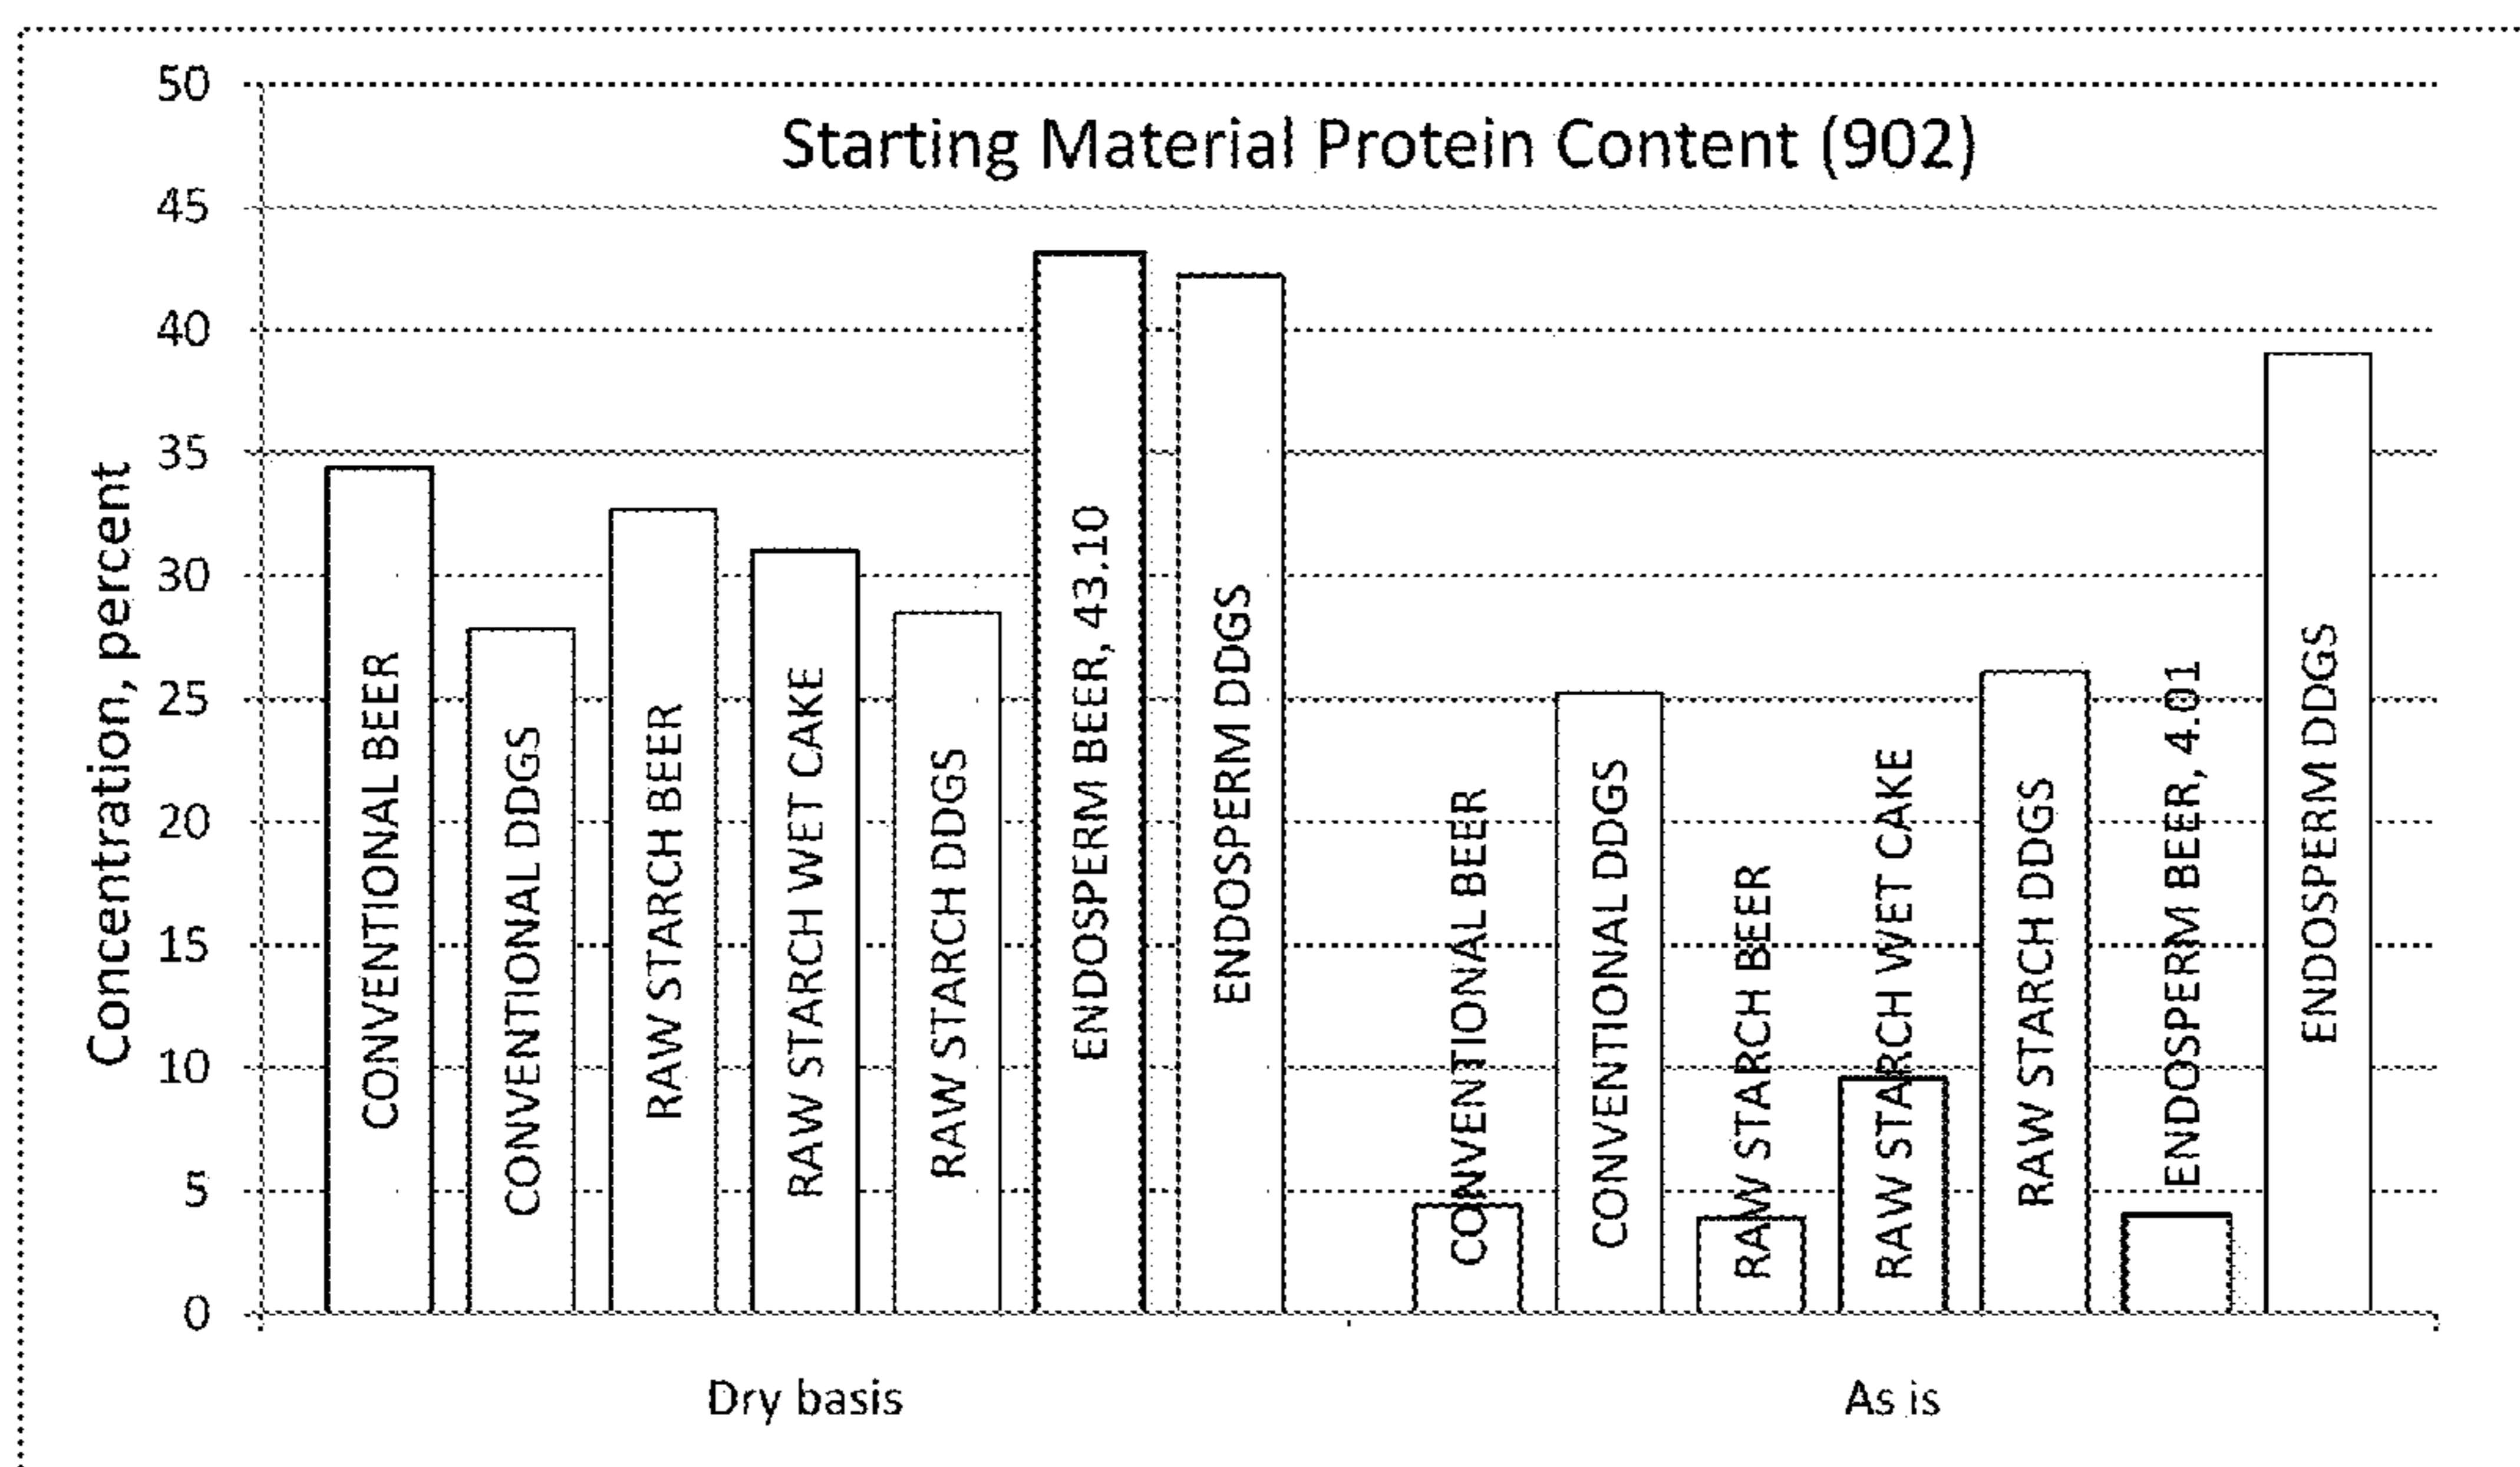 Starting Material Protein Content (902)
Concentration, percent
50
45
40
35
30
25
20
15
10
5
0
CONVENTIONAL BEER
CONVENTIONAL DDGS
RAW STARCH BEER
RAW STARCH WET CAKE
RAW STARCH DDGS
ENDOSPERM BEER, 43.10
ENDOSPERM DDGS
CONVENTIONAL BEER
CONVENTIONAL DDGS
RAW STARCH BEER
RAW STARCH WET CAKE
RAW STARCH DDGS
ENDOSPERM BEER, 4.01
ENDOSPERM DDGS
Dry basis
As is